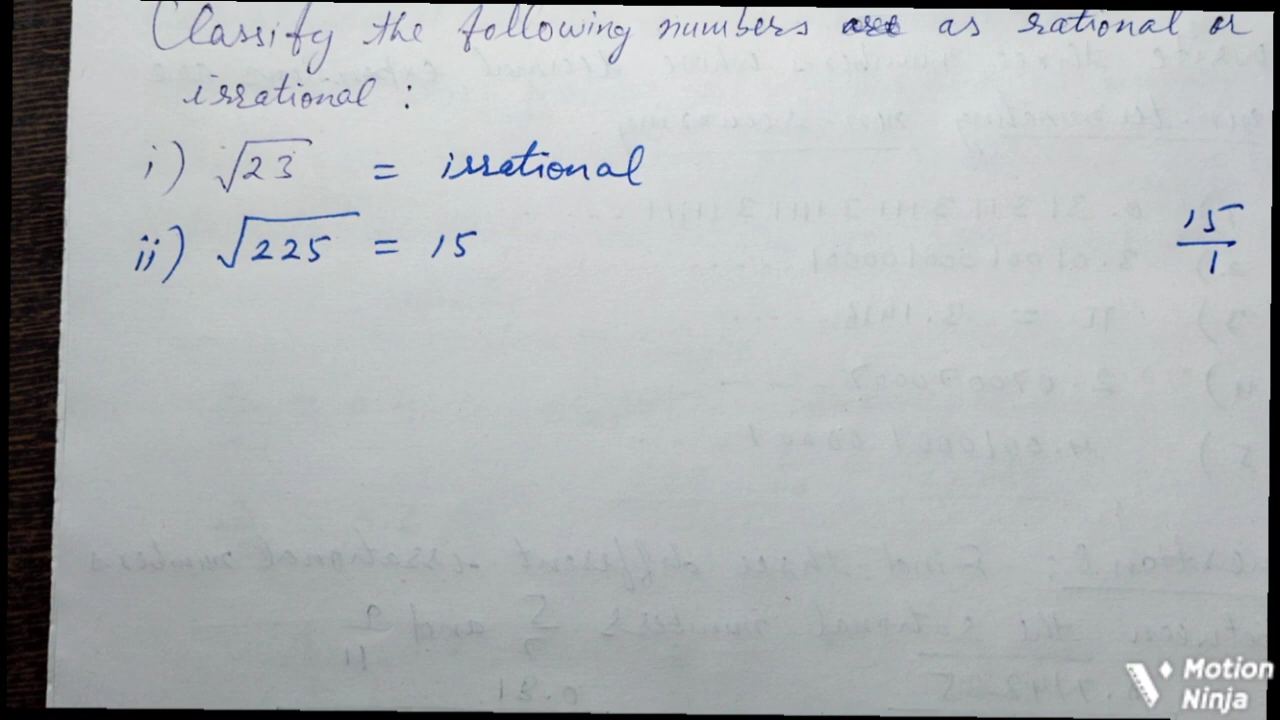 Classify the following numbers are as rational or
irrational :
i) √23 = irrational
ii) √225 = 15
15/1
Motion
Ninja